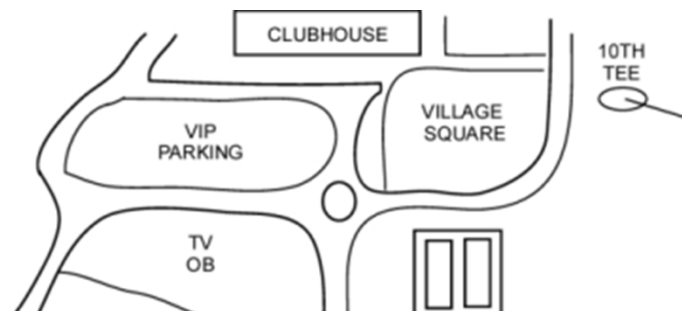 CLUBHOUSE
10TH
TEE
VILLAGE
SQUARE
VIP
PARKING
TV
OB